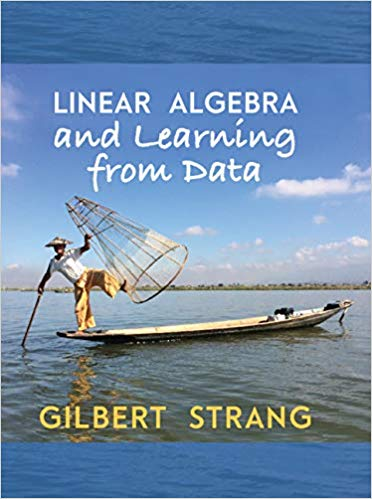 LINEAR ALGEBRA
and Learning
from Data
GILBERT STRANG